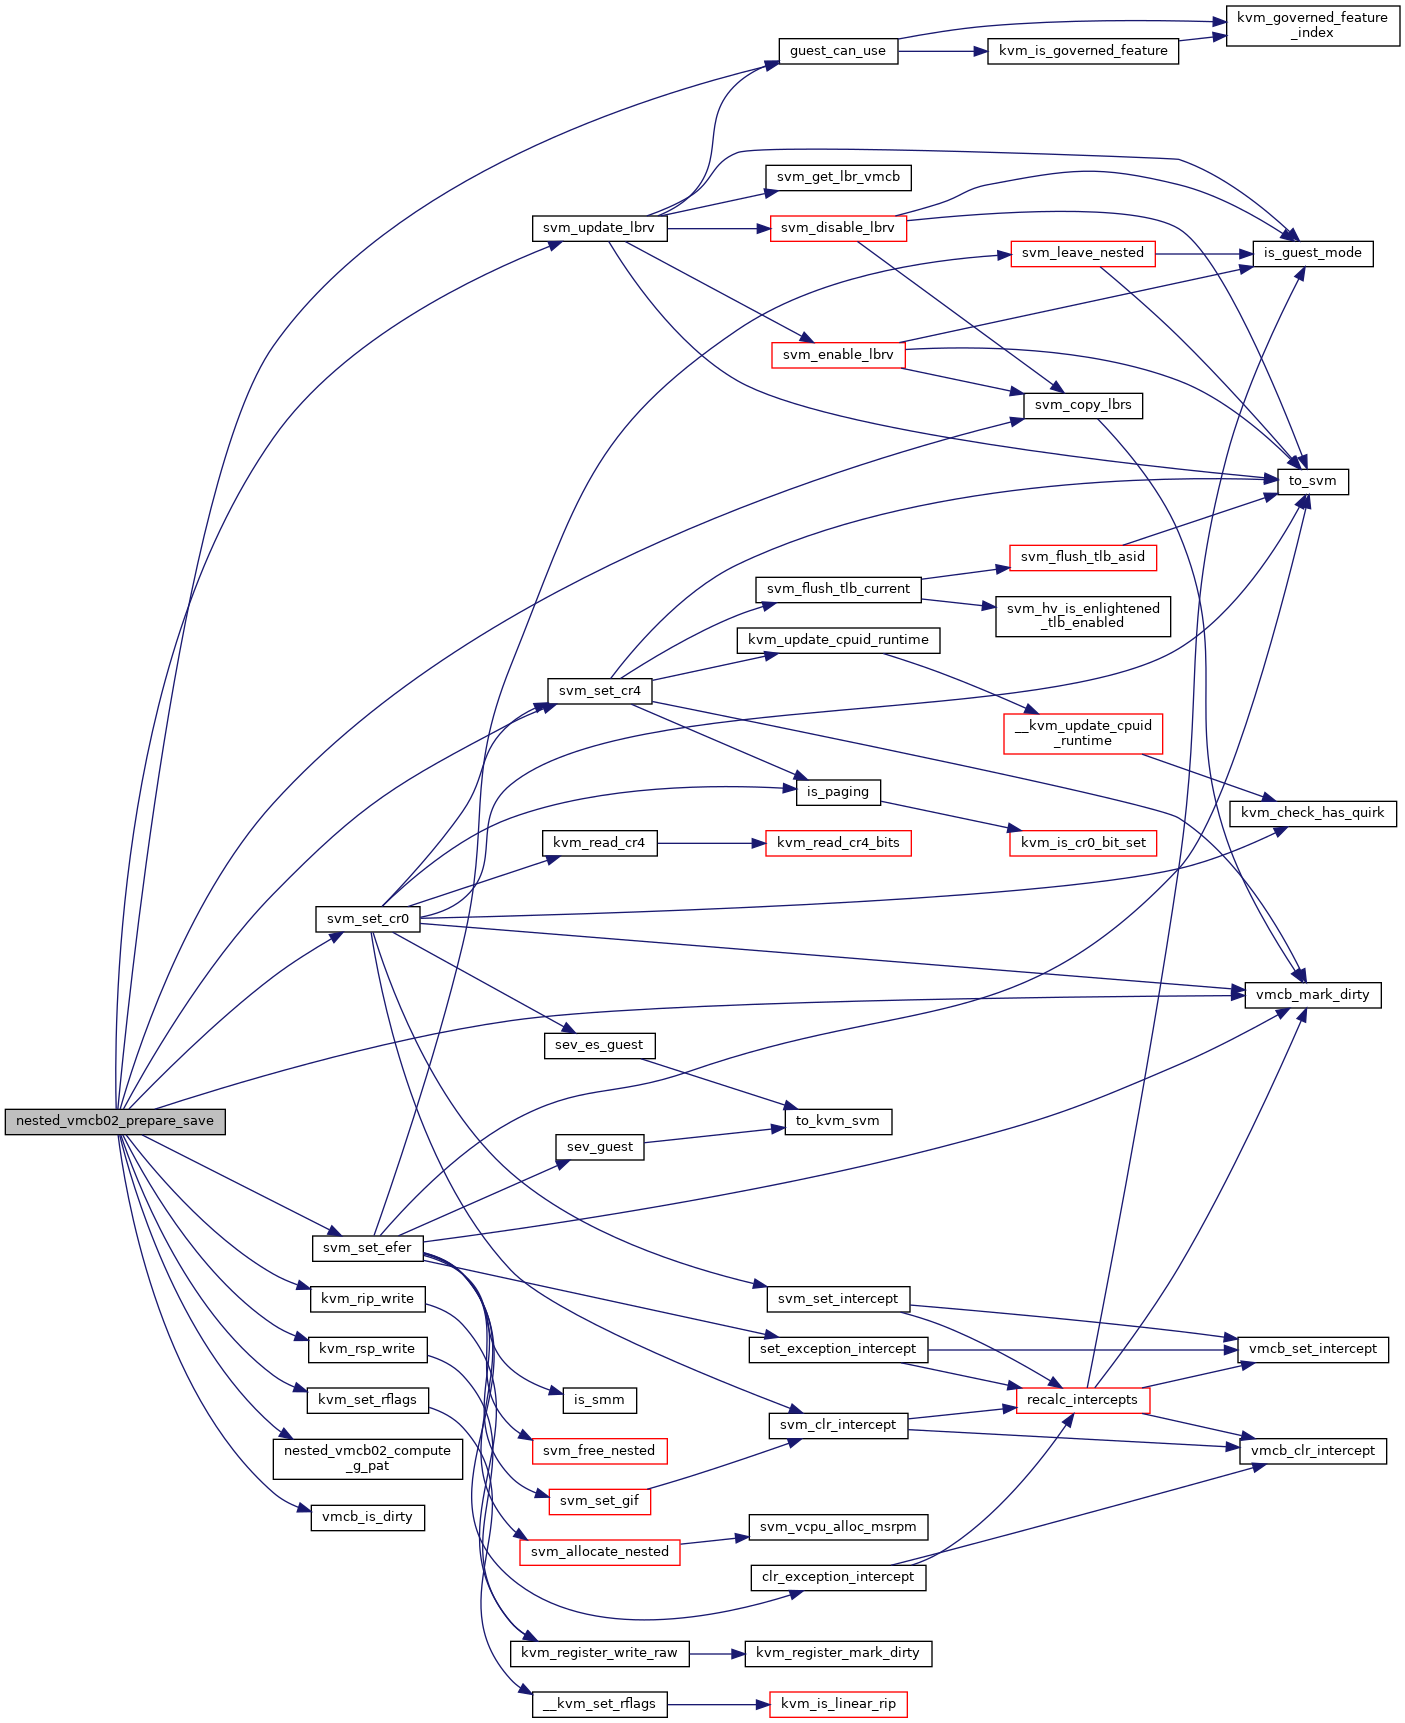 kvm_governed_feature
_index
guest_can_use
kvm_is_governed_feature
svm_get_lbr_vmcb
svm_update_lbrv
svm_disable_lbrv
svm_leave_nested
is_guest_mode
svm_enable_lbrv
svm_copy_lbrs
to_svm
svm_flush_tlb_asid
svm_flush_tlb_current
svm_hv_is_enlightened
_tlb_enabled
kvm_update_cpuid_runtime
svm_set_cr4
__kvm_update_cpuid
_runtime
is_paging
kvm_check_has_quirk
kvm_read_cr4
kvm_read_cr4_bits
kvm_is_cr0_bit_set
svm_set_cr0
vmcb_mark_dirty
sev_es_guest
nested_vmcb02_prepare_save
to_kvm_svm
sev_guest
svm_set_efer
kvm_rip_write
svm_set_intercept
kvm_rsp_write
set_exception_intercept
vmcb_set_intercept
kvm_set_rflags
is_smm
recalc_intercepts
svm_clr_intercept
nested_vmcb02_compute
_g_pat
svm_free_nested
vmcb_clr_intercept
svm_set_gif
vmcb_is_dirty
svm_vcpu_alloc_msrpm
svm_allocate_nested
clr_exception_intercept
kvm_register_write_raw
kvm_register_mark_dirty
__kvm_set_rflags
kvm_is_linear_rip